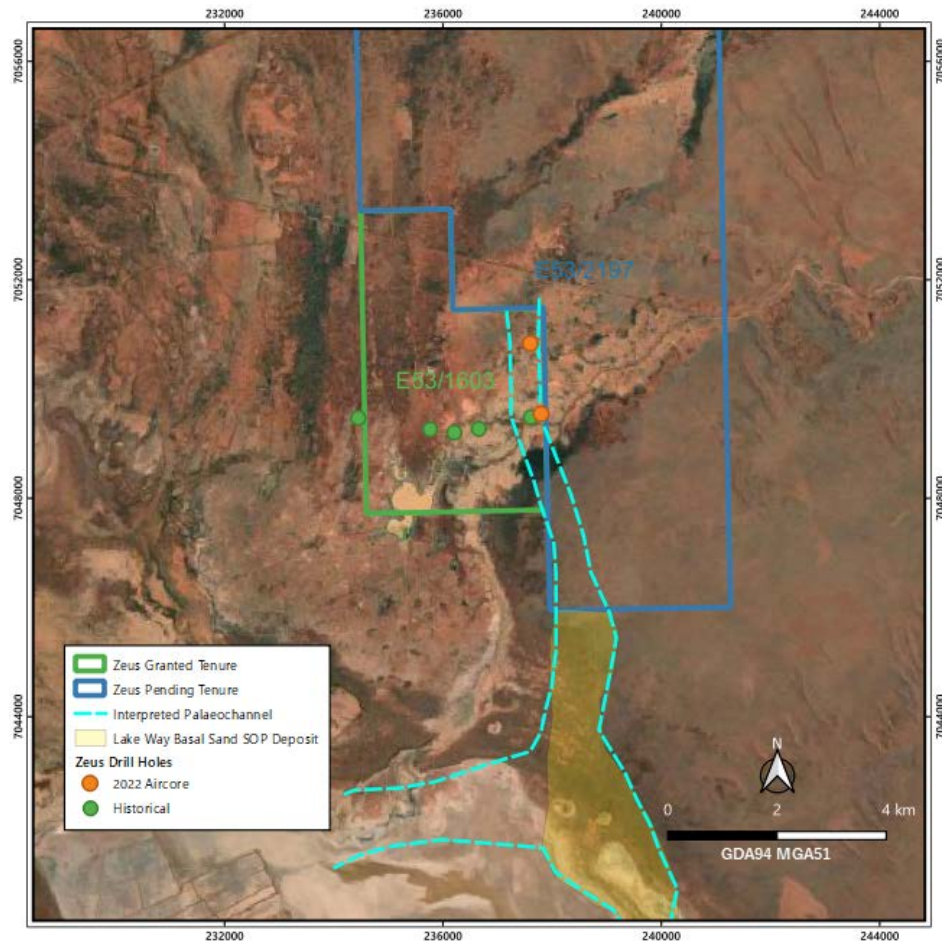 232000
236000
240000
244000
7056000
7056000
E53/2197
7052000
7052000
E53/1603
7048000
7048000
Zeus Granted Tenure
Zeus Pending Tenure
Interpreted Palaeochannel
Lake Way Basal Sand SOP Deposit
Zeus Drill Holes
2022 Aircore
Historical
7044000
7044000
N
0 2 4 km
GDA94 MGA51
232000
236000
240000
244000